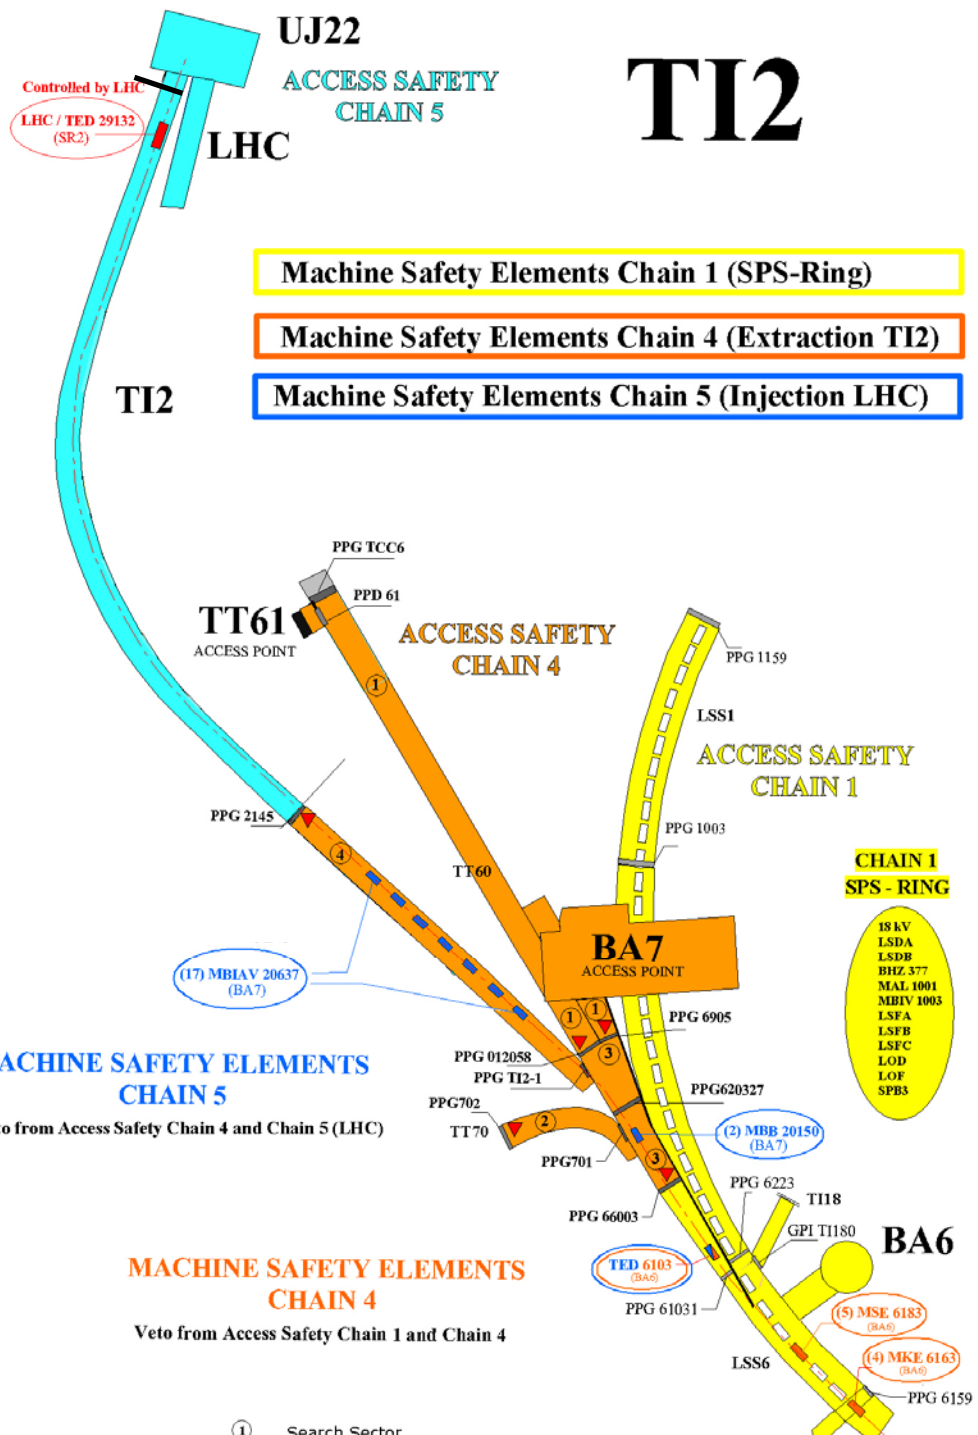 UJ22
TI2
ACCESS SAFETY
CHAIN 5
Controlled by LHC
LHC / TED 29132
(SR2)
LHC
Machine Safety Elements Chain 1 (SPS-Ring)
Machine Safety Elements Chain 4 (Extraction TI2)
Machine Safety Elements Chain 5 (Injection LHC)
TI2
PPG TCC6
PPD 61
TT61
ACCESS POINT
ACCESS SAFETY
CHAIN 4
PPG 1159
1
LSS1
ACCESS SAFETY
CHAIN 1
PPG 2145
PPG 1003
4
TT60
CHAIN 1
SPS - RING
18 kV
LSDA
LSDB
BHZ 377
MAL 1001
MBIV 1003
LSFA
LSFB
LSFC
LOD
LOF
SPB3
BA7
ACCESS POINT
(17) MBIAV 20637
(BA7)
1
1
PPG 6905
3
PPG 012058
PPG TI2-1
ACHINE SAFETY ELEMENTS
CHAIN 5
to from Access Safety Chain 4 and Chain 5 (LHC)
PPG620327
PPG702
2
TT70
(2) MBB 20150
(BA7)
PPG701
3
PPG 6223
TI18
PPG 66003
GPI TI180
BA6
MACHINE SAFETY ELEMENTS
CHAIN 4
Veto from Access Safety Chain 1 and Chain 4
TED 6103
(BA6)
PPG 61031
(5) MSE 6183
(BA6)
LSS6
(4) MKE 6163
(BA6)
PPG 6159
1 Search Sector